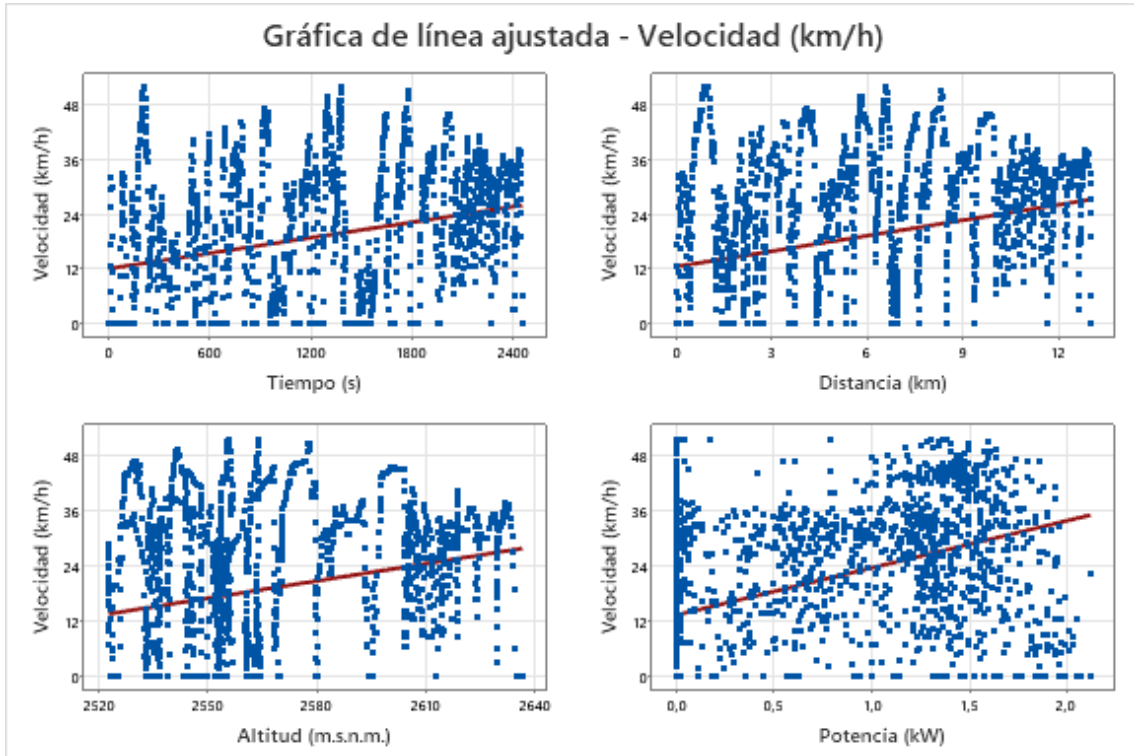 Gráfica de línea ajustada - Velocidad (km/h)
Velocidad (km/h)
48
36
24
12
0
0 600 1200 1800 2400
Tiempo (s)
Velocidad (km/h)
48
36
24
12
0
0 3 6 9 12
Distancia (km)
Velocidad (km/h)
48
36
24
12
0
2520 2550 2580 2610 2640
Altitud (m.s.n.m.)
Velocidad (km/h)
48
36
24
12
0
0,0 0,5 1,0 1,5 2,0
Potencia (kW)